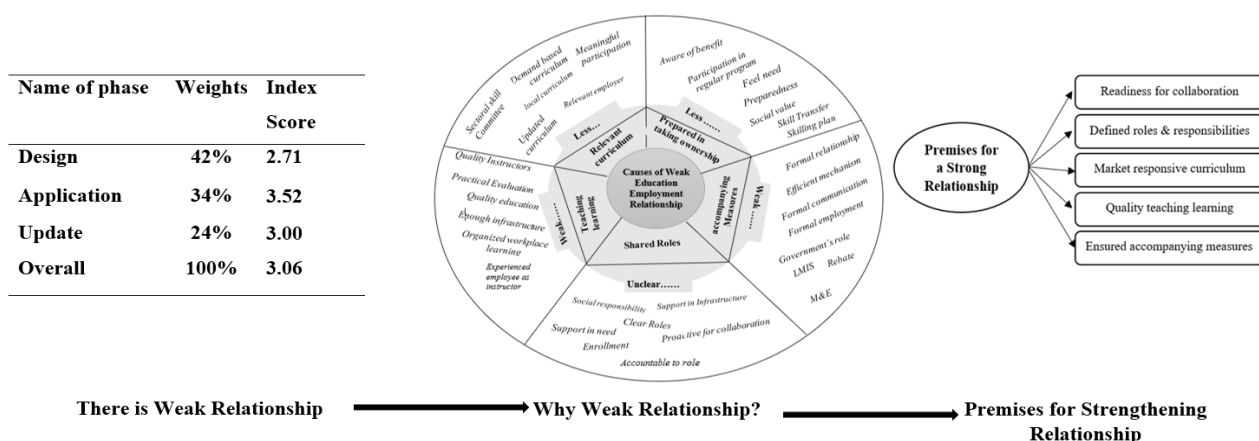 Name of phase Weights Index
Score
Design 42% 2.71
Application 34% 3.52
Update 24% 3.00
Overall 100% 3.06
Sectoral skill
Committee
Demand based
curriculum
local curriculum
Updated
curriculum
Meaningful
participation
Relevant employer
Less…
Relevant
curriculum
Aware of benefit
Participation in
regular program
Feel need
Preparedness
Social value
Skill Transfer
Skilling plan
Less ……
Prepared in
taking ownership
Causes of Weak
Education
Employment
Relationship
Formal relationship
Efficient mechanism
Formal communication
Formal employment
Government's role
LMIS Rebate
M&E
Weak……
accompanying
Measures
Quality Instructors
Practical Evaluation
Quality education
Enough infrastructure
Organized workplace
learning
Experienced
employee as
instructor
Weak……
Teaching
learning
Shared Roles
Unclear……
Social responsibility
Support in Infrastructure
Clear Roles
Support in need
Proactive for collaboration
Enrollment
Accountable to role
Premises for
a Strong
Relationship
Readiness for collaboration
Defined roles & responsibilities
Market responsive curriculum
Quality teaching learning
Ensured accompanying measures
There is Weak Relationship
Why Weak Relationship?
Premises for Strengthening
Relationship